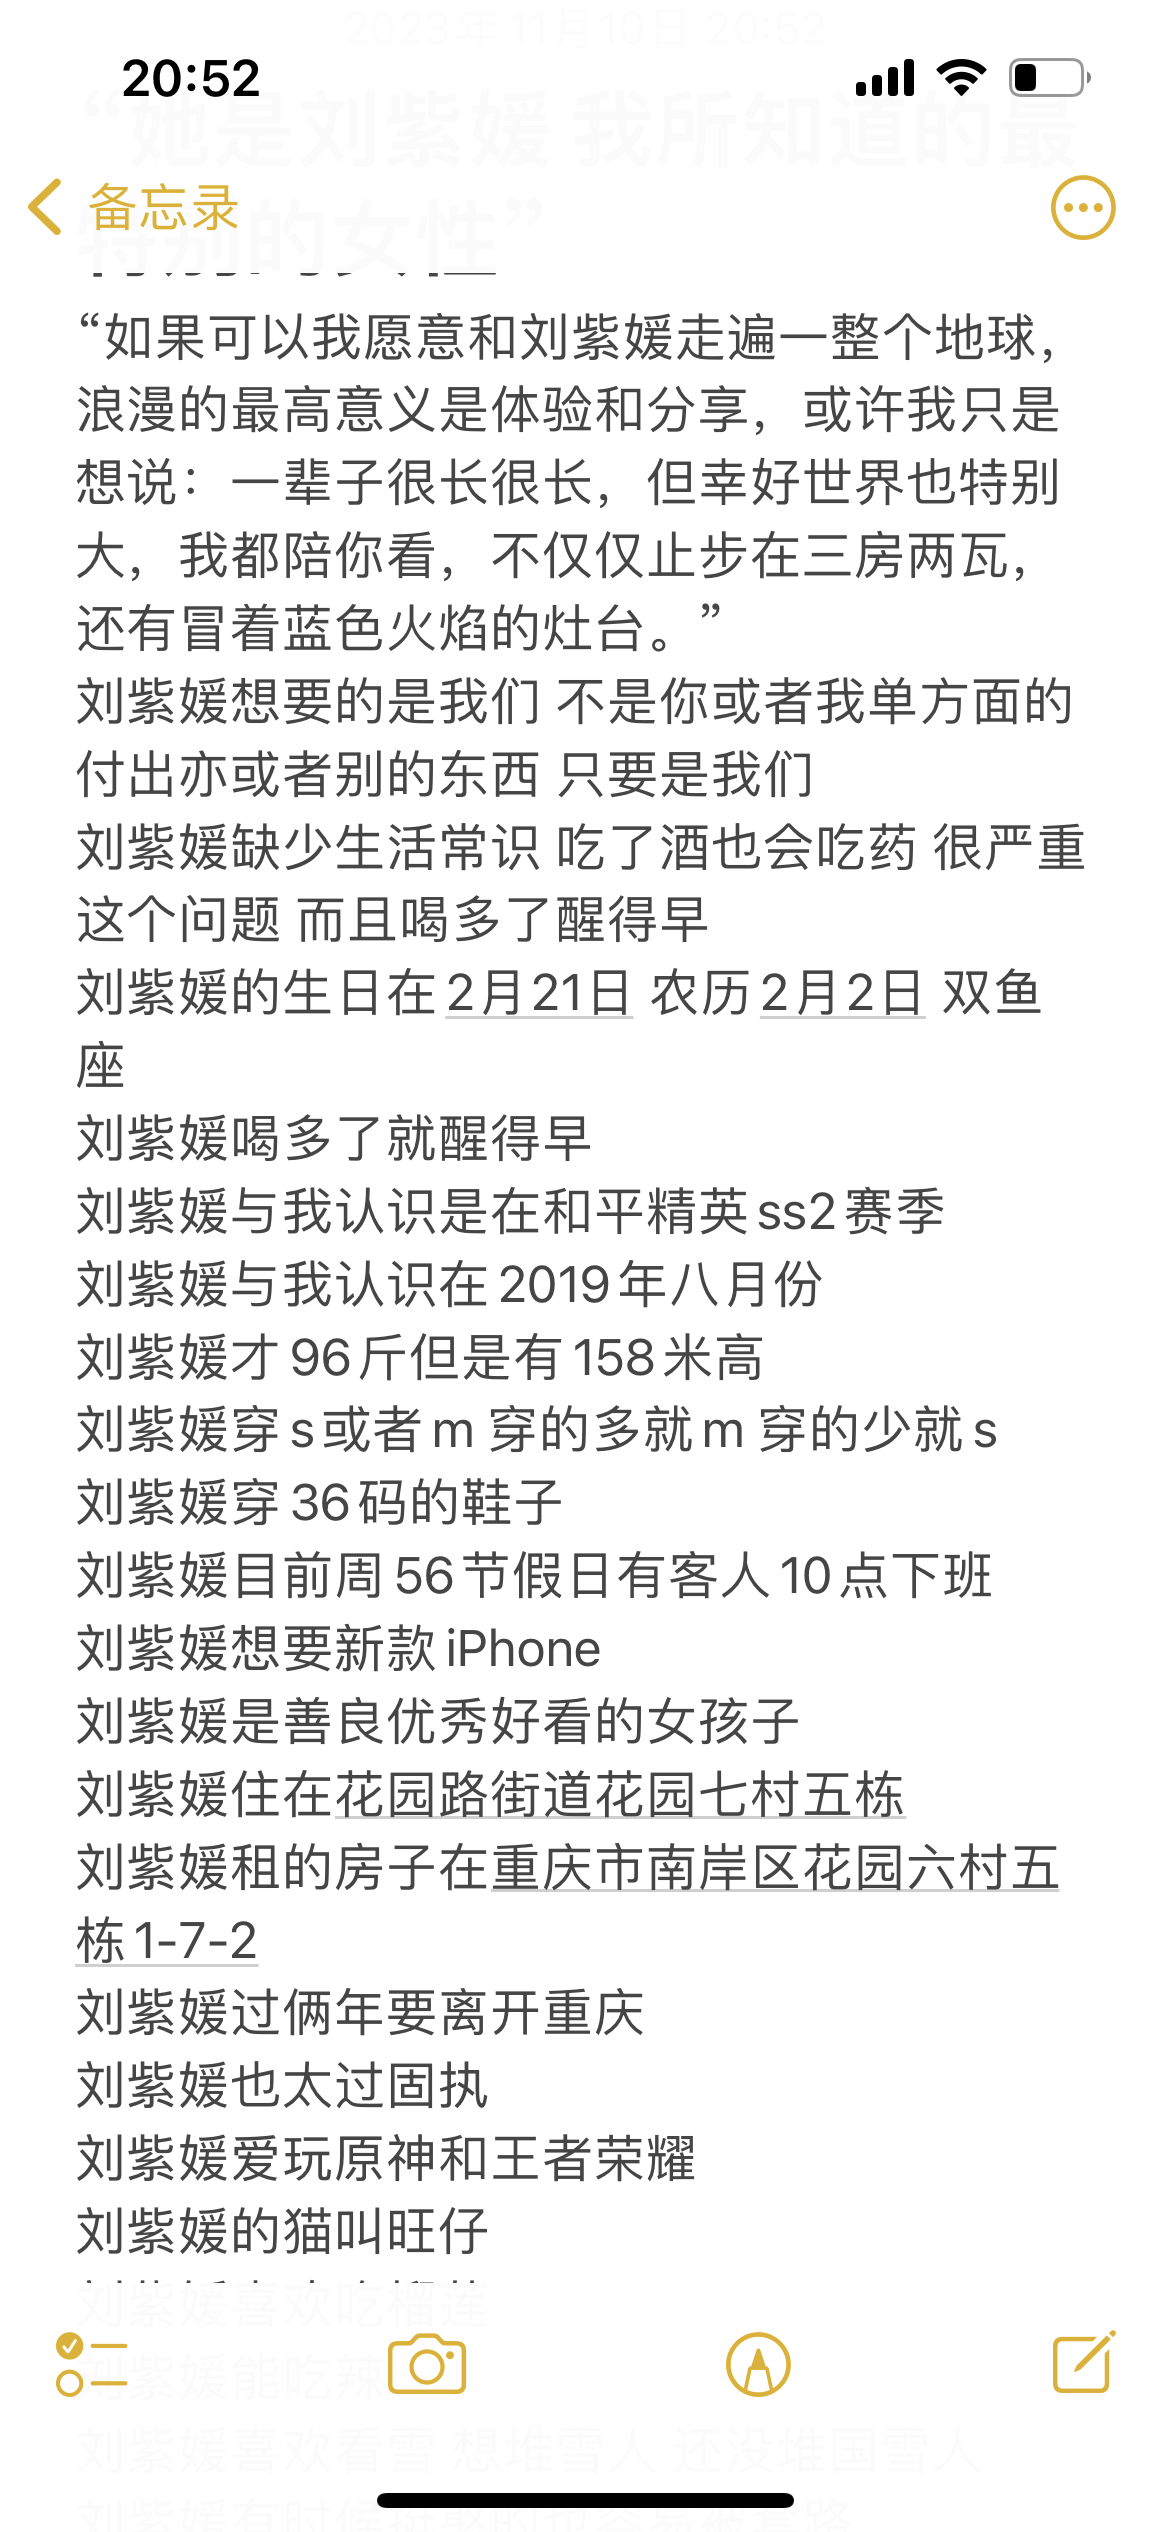 2023年11月10日 20:52
20:52
“她是刘紫媛 我所知道的最
备忘录
特别的女性”
“如果可以我愿意和刘紫媛走遍一整个地球，
浪漫的最高意义是体验和分享，或许我只是
想说：一辈子很长很长，但幸好世界也特别
大，我都陪你看，不仅仅止步在三房两瓦，
还有冒着蓝色火焰的灶台。”
刘紫媛想要的是我们 不是你或者我单方面的
付出亦或者别的东西 只要是我们
刘紫媛缺少生活常识 吃了酒也会吃药 很严重
这个问题 而且喝多了醒得早
刘紫媛的生日在2月21日 农历2月2日 双鱼
座
刘紫媛喝多了就醒得早
刘紫媛与我认识是在和平精英ss2赛季
刘紫媛与我认识在2019年八月份
刘紫媛才96斤但是有158米高
刘紫媛穿s或者m 穿的多就m 穿的少就s
刘紫媛穿36码的鞋子
刘紫媛目前周56节假日有客人10点下班
刘紫媛想要新款iPhone
刘紫媛是善良优秀好看的女孩子
刘紫媛住在花园路街道花园七村五栋
刘紫媛租的房子在重庆市南岸区花园六村五
栋1-7-2
刘紫媛过俩年要离开重庆
刘紫媛也太过固执
刘紫媛爱玩原神和王者荣耀
刘紫媛的猫叫旺仔
刘紫媛喜欢吃榴莲
刘紫媛能吃辣
刘紫媛喜欢看雪 想堆雪人 还没堆国雪人
刘紫媛有时候